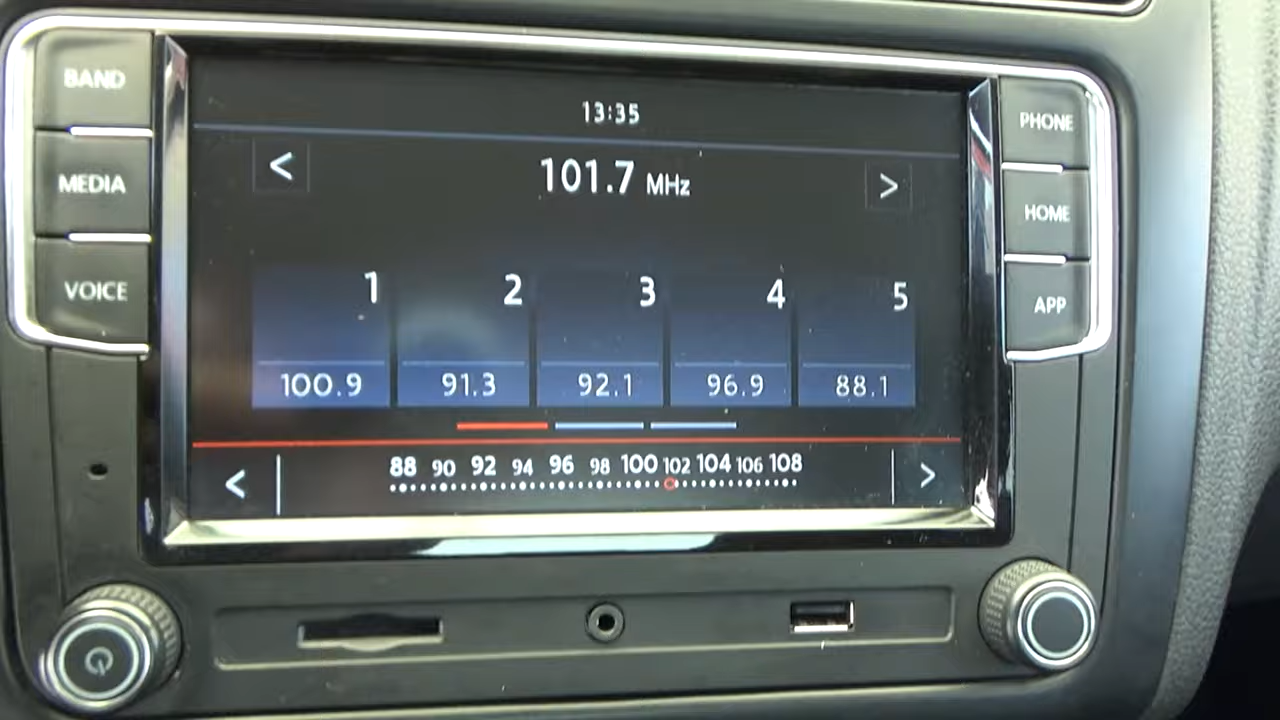 BAND
MEDIA
VOICE
13:35
<
101.7 MHz
>
1 2 3 4 5
100.9 91.3 92.1 96.9 88.1
< 88 90 92 94 96 98 100 102 104 106 108 >
PHONE
HOME
APP